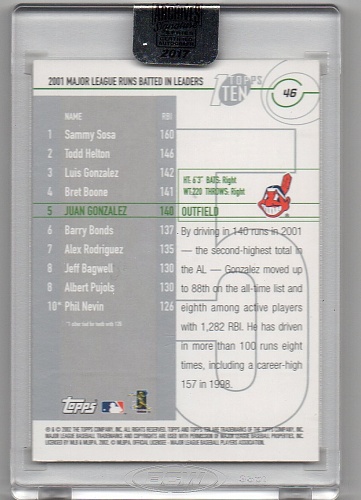 ARCHIVES
2017
2001 MAJOR LEAGUE RUNS BATTED IN LEADERS
TOPPS
TEN
46
NAME RBI
1 Sammy Sosa 160
2 Todd Helton 146
3 Luis Gonzalez 142
4 Bret Boone 141
5 JUAN GONZALEZ 140
6 Barry Bonds 137
7 Alex Rodriguez 135
8 Jeff Bagwell 130
8 Albert Pujols 130
10* Phil Nevin 126
HT: 6'3" BATS: Right
WT: 220 THROWS: Right
OUTFIELD
5
By driving in 140 runs in 2001
— the second-highest total in
the AL — Gonzalez moved up
to 88th on the all-time list and
eighth among active players
with 1,282 RBI. He has driven
in more than 100 runs eight
times, including a career-high
157 in 1998.
Topps